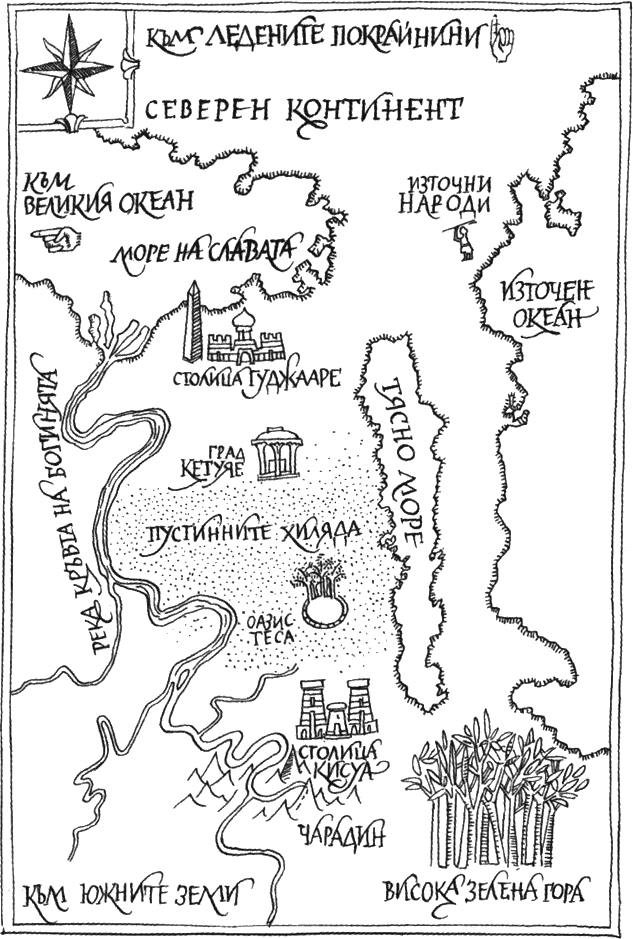 КЪМ ЛЕДЕНИТЕ ПОКРАЙНИНИ
СЕВЕРЕН КОНТИНЕНТ
КЪМ
ВЕЛИКИЯ ОКЕАН
ИЗТОЧНИ
НАРОДИ
МОРЕ НА СЛАВАТА
ИЗТОЧЕН
ОКЕАН
СТОЛИЦА ГУДЖААРЕ
ТЯСНО МОРЕ
РЕКА КРЪВТА НА БОГИНЯТА
ГРАД
КЕТУЯЕ
ПУСТИННИТЕ ХИЛЯДА
ОАЗИС
ТЕСА
СТОЛИЦА
КИСУА
ЧАРАДИН
КЪМ ЮЖНИТЕ ЗЕМИ
ВИСОКА ЗЕЛЕНА ГОРА